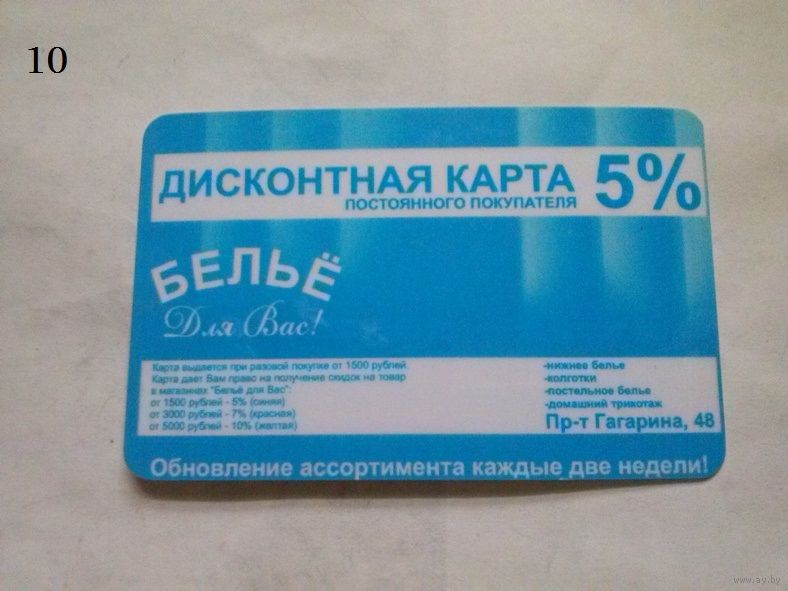 10
ДИСКОНТНАЯ КАРТА 5%
ПОСТОЯННОГО ПОКУПАТЕЛЯ
БЕЛЬЁ
Для Вас!
Карта выдается при разовой покупке от 1500 рублей.
Карта дает Вам право на получение скидок на товар
в магазинах "Бельё для Вас":
от 1500 рублей - 5% (синяя)
от 3000 рублей - 7% (красная)
от 5000 рублей - 10% (желтая)
-нижнее белье
-колготки
-постельное белье
-домашний трикотаж
Пр-т Гагарина, 48
Обновление ассортимента каждые две недели!
www.ay.by